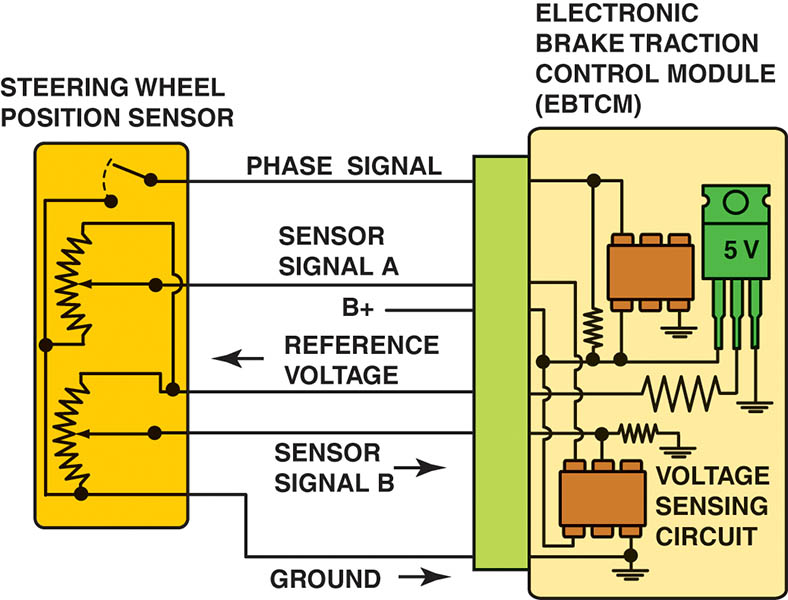 ELECTRONIC
BRAKE TRACTION
CONTROL MODULE
(EBTCM)
STEERING WHEEL
POSITION SENSOR
PHASE SIGNAL
SENSOR
SIGNAL A
5 V
B+
REFERENCE
VOLTAGE
SENSOR
SIGNAL B
VOLTAGE
SENSING
CIRCUIT
GROUND